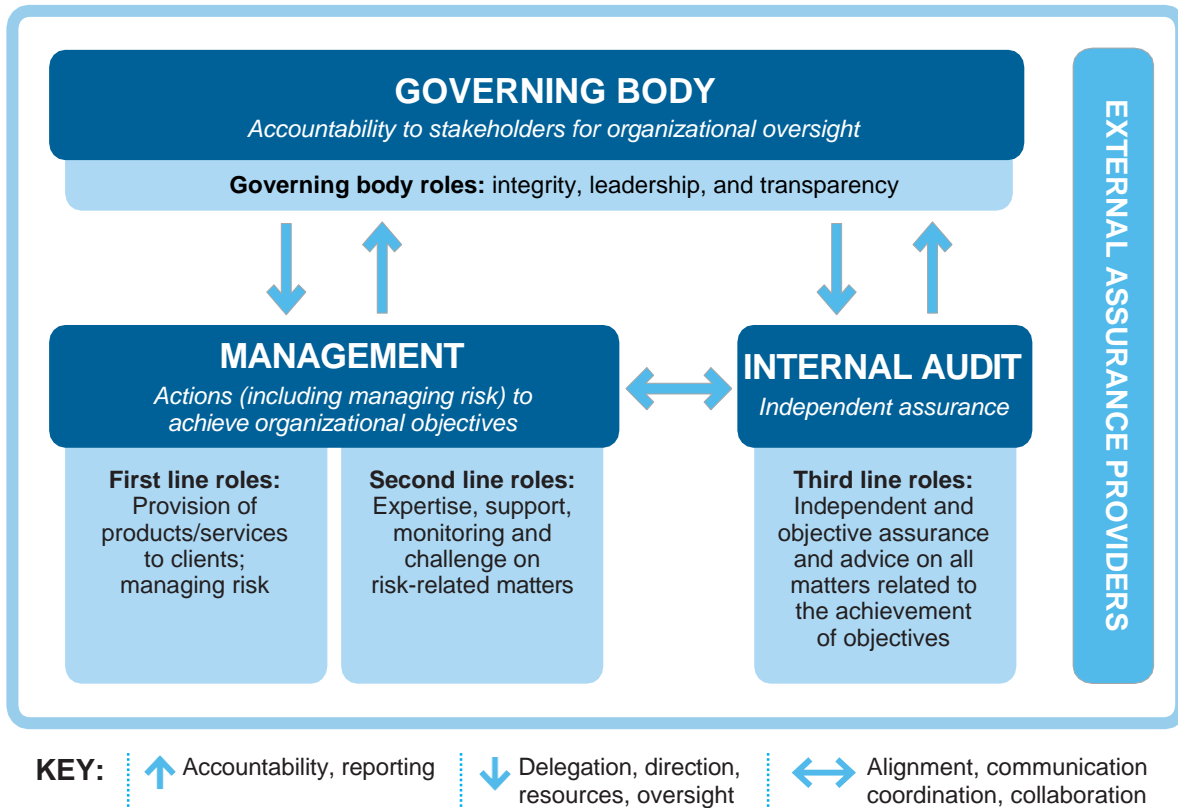 GOVERNING BODY
Accountability to stakeholders for organizational oversight
Governing body roles: integrity, leadership, and transparency
MANAGEMENT
Actions (including managing risk) to
achieve organizational objectives
First line roles:
Provision of
products/services
to clients;
managing risk
Second line roles:
Expertise, support,
monitoring and
challenge on
risk-related matters
INTERNAL AUDIT
Independent assurance
Third line roles:
Independent and
objective assurance
and advice on all
matters related to
the achievement
of objectives
EXTERNAL ASSURANCE PROVIDERS
KEY:
Accountability, reporting
Delegation, direction,
resources, oversight
Alignment, communication
coordination, collaboration